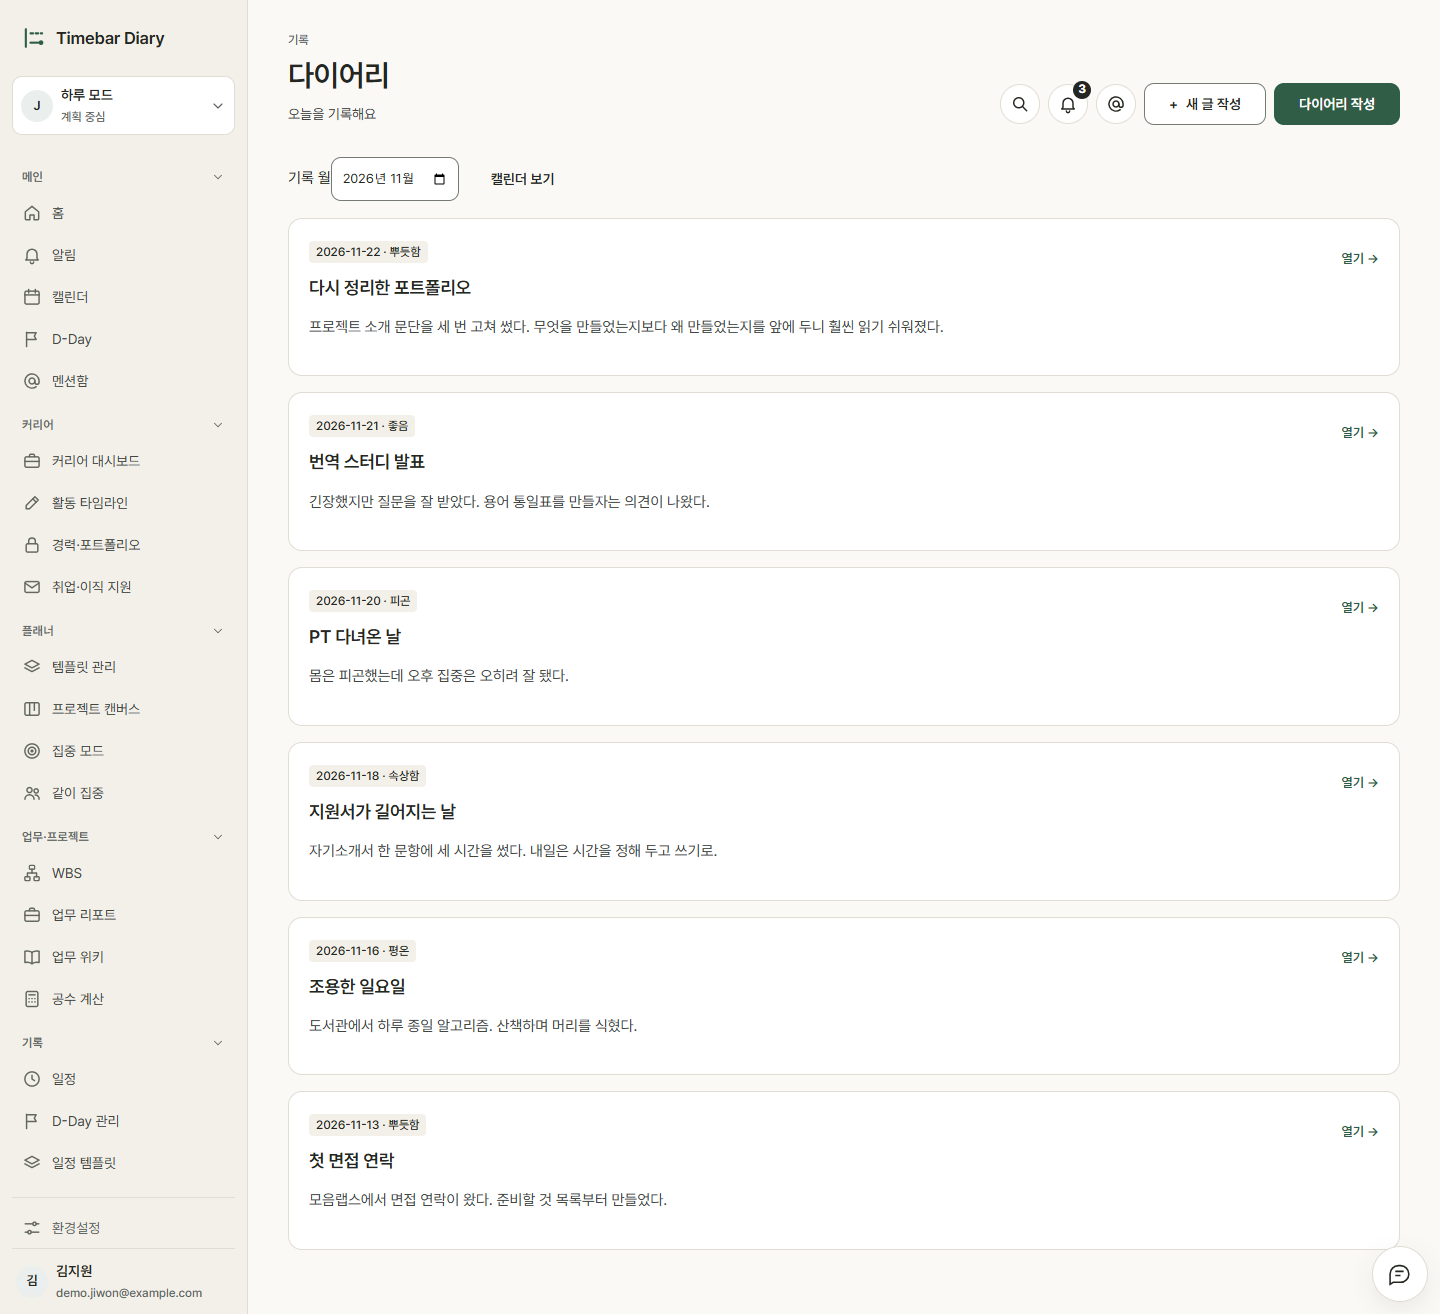 Timebar Diary
J
하루 모드
계획 중심
메인
홈
알림
캘린더
D-Day
멘션함
커리어
커리어 대시보드
활동 타임라인
경력·포트폴리오
취업·이직 지원
플래너
템플릿 관리
프로젝트 캔버스
집중 모드
같이 집중
업무·프로젝트
WBS
업무 리포트
업무 위키
공수 계산
기록
일정
D-Day 관리
일정 템플릿
환경설정
김
김지원
demo.jiwon@example.com
기록
다이어리
오늘을 기록해요
3
+ 새 글 작성
다이어리 작성
기록 월
2026년 11월
캘린더 보기
2026-11-22 · 뿌듯함
열기 →
다시 정리한 포트폴리오
프로젝트 소개 문단을 세 번 고쳐 썼다. 무엇을 만들었는지보다 왜 만들었는지를 앞에 두니 훨씬 읽기 쉬워졌다.
2026-11-21 · 좋음
열기 →
번역 스터디 발표
긴장했지만 질문을 잘 받았다. 용어 통일표를 만들자는 의견이 나왔다.
2026-11-20 · 피곤
열기 →
PT 다녀온 날
몸은 피곤했는데 오후 집중은 오히려 잘 됐다.
2026-11-18 · 속상함
열기 →
지원서가 길어지는 날
자기소개서 한 문항에 세 시간을 썼다. 내일은 시간을 정해 두고 쓰기로.
2026-11-16 · 평온
열기 →
조용한 일요일
도서관에서 하루 종일 알고리즘. 산책하며 머리를 식혔다.
2026-11-13 · 뿌듯함
열기 →
첫 면접 연락
모음랩스에서 면접 연락이 왔다. 준비할 것 목록부터 만들었다.